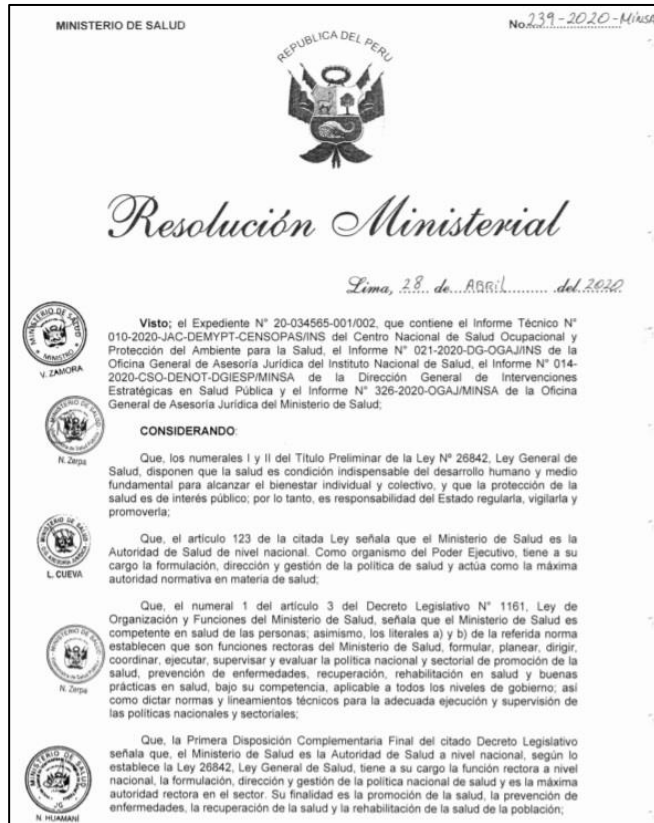 MINISTERIO DE SALUD
No. 239-2020-MINSA
REPUBLICA DEL PERU
Resolución Ministerial
Lima, 28 de ABRIL del 2020
Visto; el Expediente N° 20-034565-001/002, que contiene el Informe Técnico N°
010-2020-JAC-DEMYPT-CENSOPAS/INS del Centro Nacional de Salud Ocupacional y
Protección del Ambiente para la Salud, el Informe N° 021-2020-DG-OGAJ/INS de la
Oficina General de Asesoría Jurídica del Instituto Nacional de Salud, el Informe N° 014-
2020-CSO-DENOT-DGIESP/MINSA de la Dirección General de Intervenciones
Estratégicas en Salud Pública y el Informe N° 326-2020-OGAJ/MINSA de la Oficina
General de Asesoría Jurídica del Ministerio de Salud;
MINISTERIO DE SALUD
MINISTRO
V. ZAMORA
CONSIDERANDO:
MINISTERIO DE SALUD
N. Zerpa
Que, los numerales I y II del Título Preliminar de la Ley Nº 26842, Ley General de
Salud, disponen que la salud es condición indispensable del desarrollo humano y medio
fundamental para alcanzar el bienestar individual y colectivo, y que la protección de la
salud es de interés público; por lo tanto, es responsabilidad del Estado regularla, vigilarla y
promoverla;
Que, el artículo 123 de la citada Ley señala que el Ministerio de Salud es la
Autoridad de Salud de nivel nacional. Como organismo del Poder Ejecutivo, tiene a su
cargo la formulación, dirección y gestión de la política de salud y actúa como la máxima
autoridad normativa en materia de salud;
MINISTERIO DE SALUD
L. CUEVA
Que, el numeral 1 del artículo 3 del Decreto Legislativo N° 1161, Ley de
Organización y Funciones del Ministerio de Salud, señala que el Ministerio de Salud es
competente en salud de las personas; asimismo, los literales a) y b) de la referida norma
establecen que son funciones rectoras del Ministerio de Salud, formular, planear, dirigir,
coordinar, ejecutar, supervisar y evaluar la política nacional y sectorial de promoción de la
salud, prevención de enfermedades, recuperación, rehabilitación en salud y buenas
prácticas en salud, bajo su competencia, aplicable a todos los niveles de gobierno; así
como dictar normas y lineamientos técnicos para la adecuada ejecución y supervisión de
las políticas nacionales y sectoriales;
MINISTERIO DE SALUD
N. Zerpa
Que, la Primera Disposición Complementaria Final del citado Decreto Legislativo
señala que, el Ministerio de Salud es la Autoridad de Salud a nivel nacional, según lo
establece la Ley 26842, Ley General de Salud, tiene a su cargo la función rectora a nivel
nacional, la formulación, dirección y gestión de la política nacional de salud y es la máxima
autoridad rectora en el sector. Su finalidad es la promoción de la salud, la prevención de
enfermedades, la recuperación de la salud y la rehabilitación de la salud de la población;
MINISTERIO DE SALUD
N. HUAMANÍ